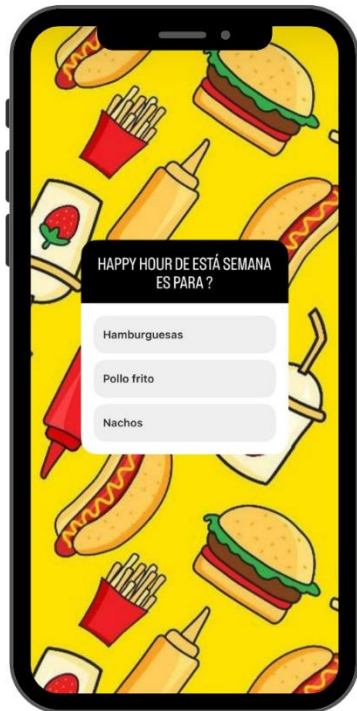 HAPPY HOUR DE ESTÁ SEMANA
ES PARA ?
Hamburguesas
Pollo frito
Nachos